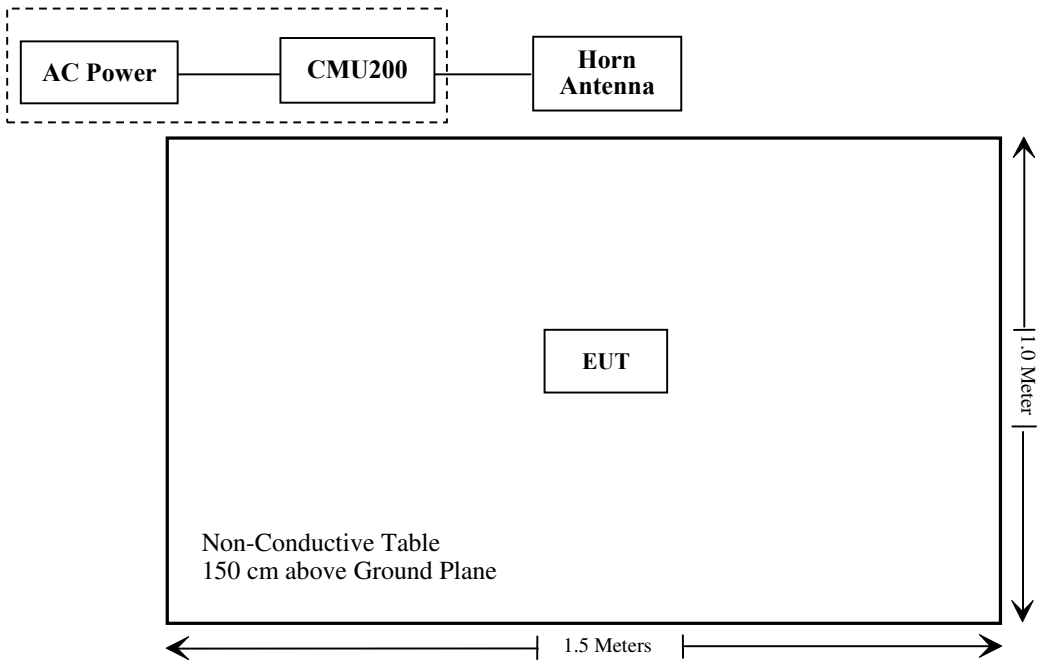 AC Power
CMU200
Horn
Antenna
EUT
1.0 Meter
Non-Conductive Table
150 cm above Ground Plane
1.5 Meters